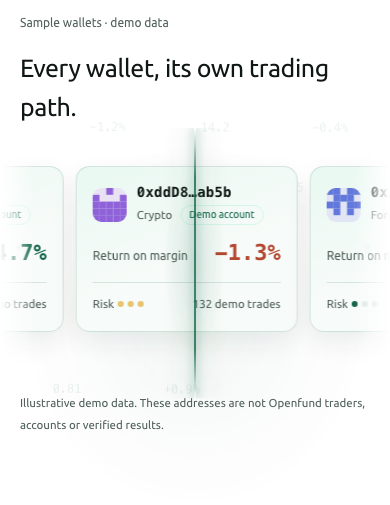 Sample wallets · demo data
Every wallet, its own trading
path.
−1.2%
14.2
−0.4%
0xddD8…ab5b
Crypto
Demo account
.7%
Return on margin
−1.3%
Return on
trades
Risk
132 demo trades
Risk
0.81
Illustrative demo data. These addresses are not Openfund traders,
accounts or verified results.